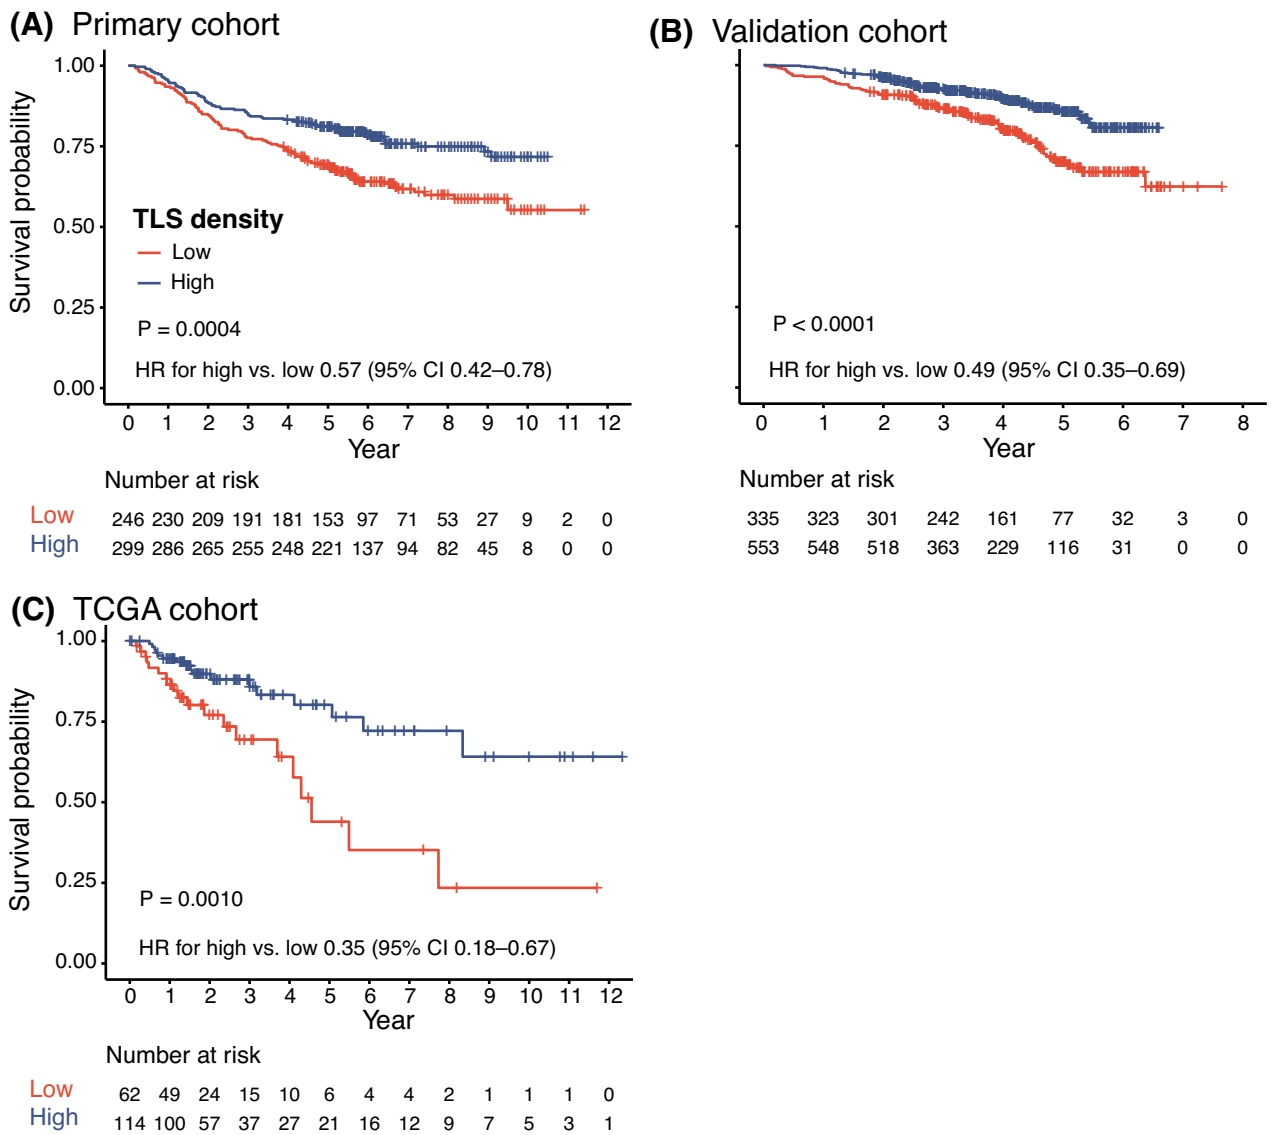 (A) Primary cohort
Survival probability
1.00
0.75
0.50
0.25
0.00
TLS density
Low
High
P = 0.0004
HR for high vs. low 0.57 (95% CI 0.42–0.78)
0 1 2 3 4 5 6 7 8 9 10 11 12
Year
Number at risk
Low 246 230 209 191 181 153 97 71 53 27 9 2 0
High 299 286 265 255 248 221 137 94 82 45 8 0 0
(B) Validation cohort
P < 0.0001
HR for high vs. low 0.49 (95% CI 0.35–0.69)
0 1 2 3 4 5 6 7 8
Year
Number at risk
335 323 301 242 161 77 32 3 0
553 548 518 363 229 116 31 0 0
(C) TCGA cohort
Survival probability
1.00
0.75
0.50
0.25
0.00
P = 0.0010
HR for high vs. low 0.35 (95% CI 0.18–0.67)
0 1 2 3 4 5 6 7 8 9 10 11 12
Year
Number at risk
Low 62 49 24 15 10 6 4 4 2 1 1 1 0
High 114 100 57 37 27 21 16 12 9 7 5 3 1